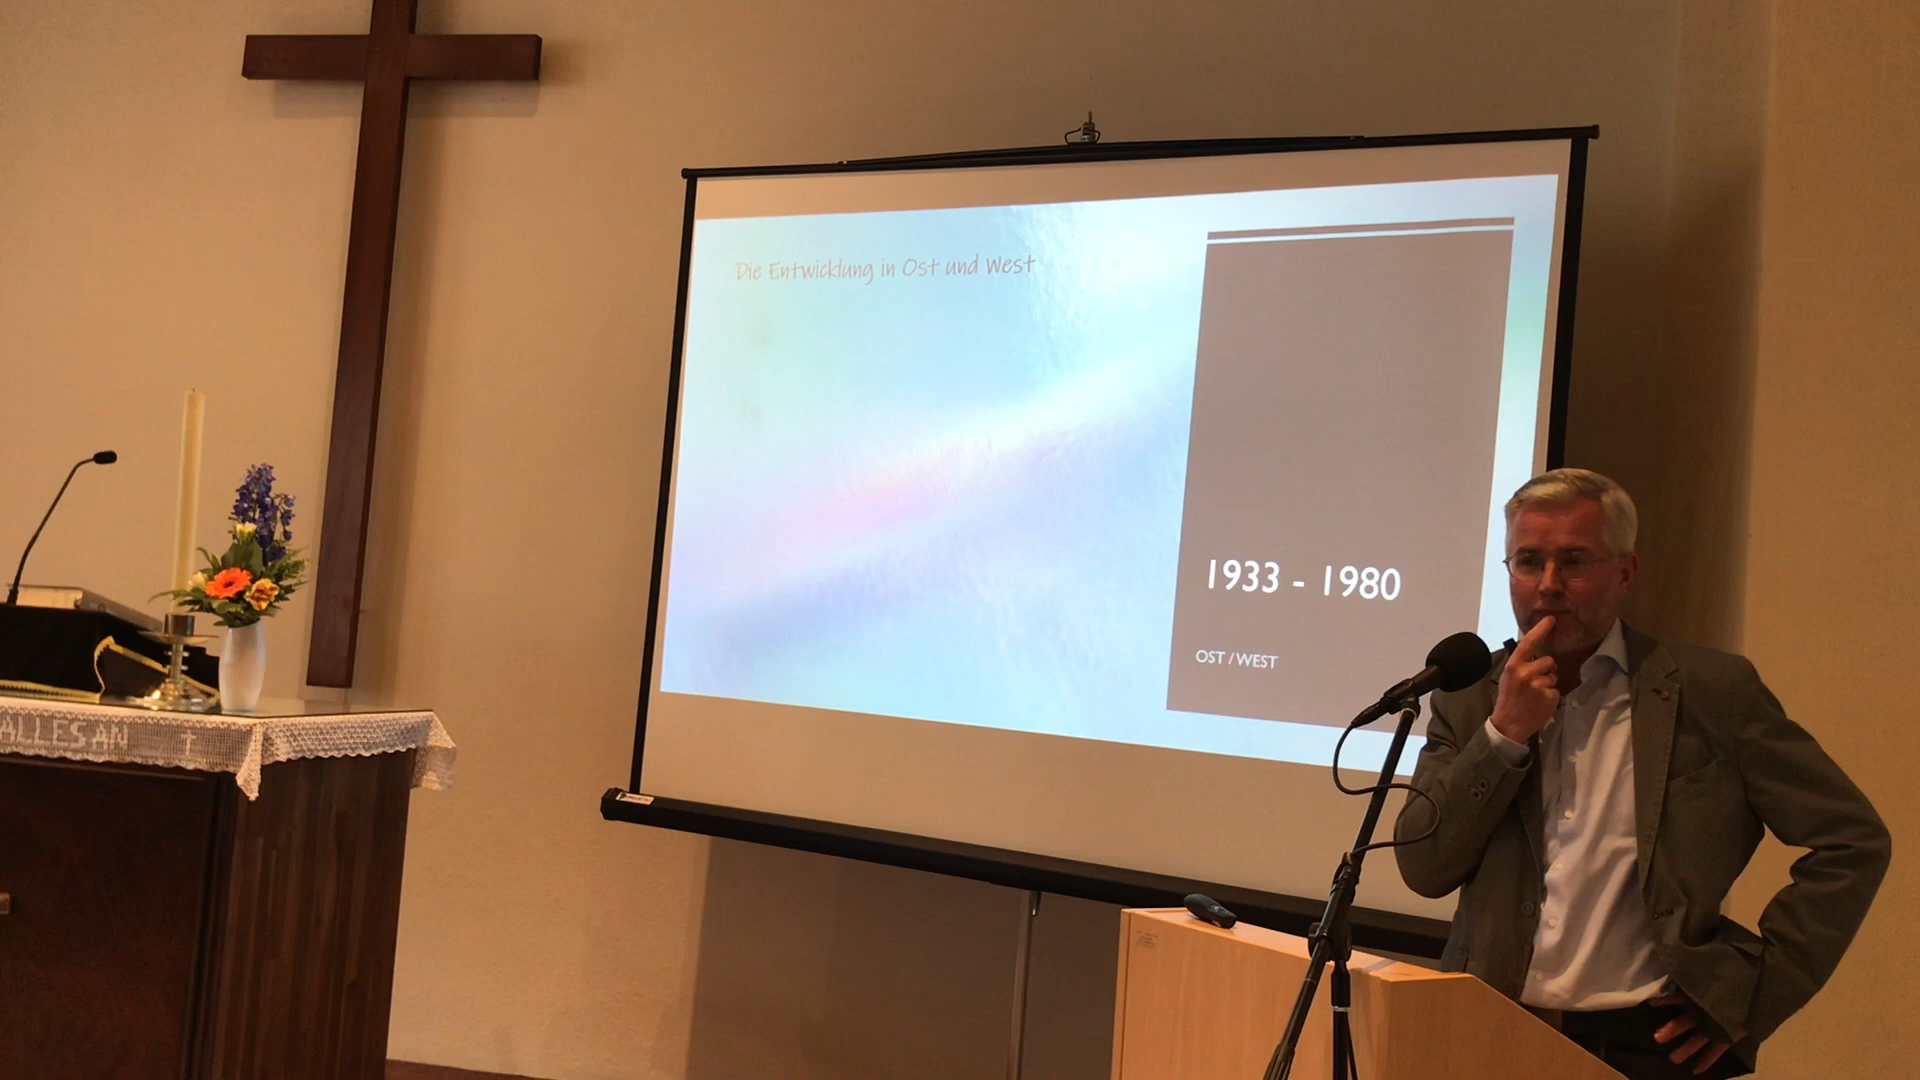 Die Entwicklung in Ost und West
1933 - 1980
OST / WEST
ALLES AN